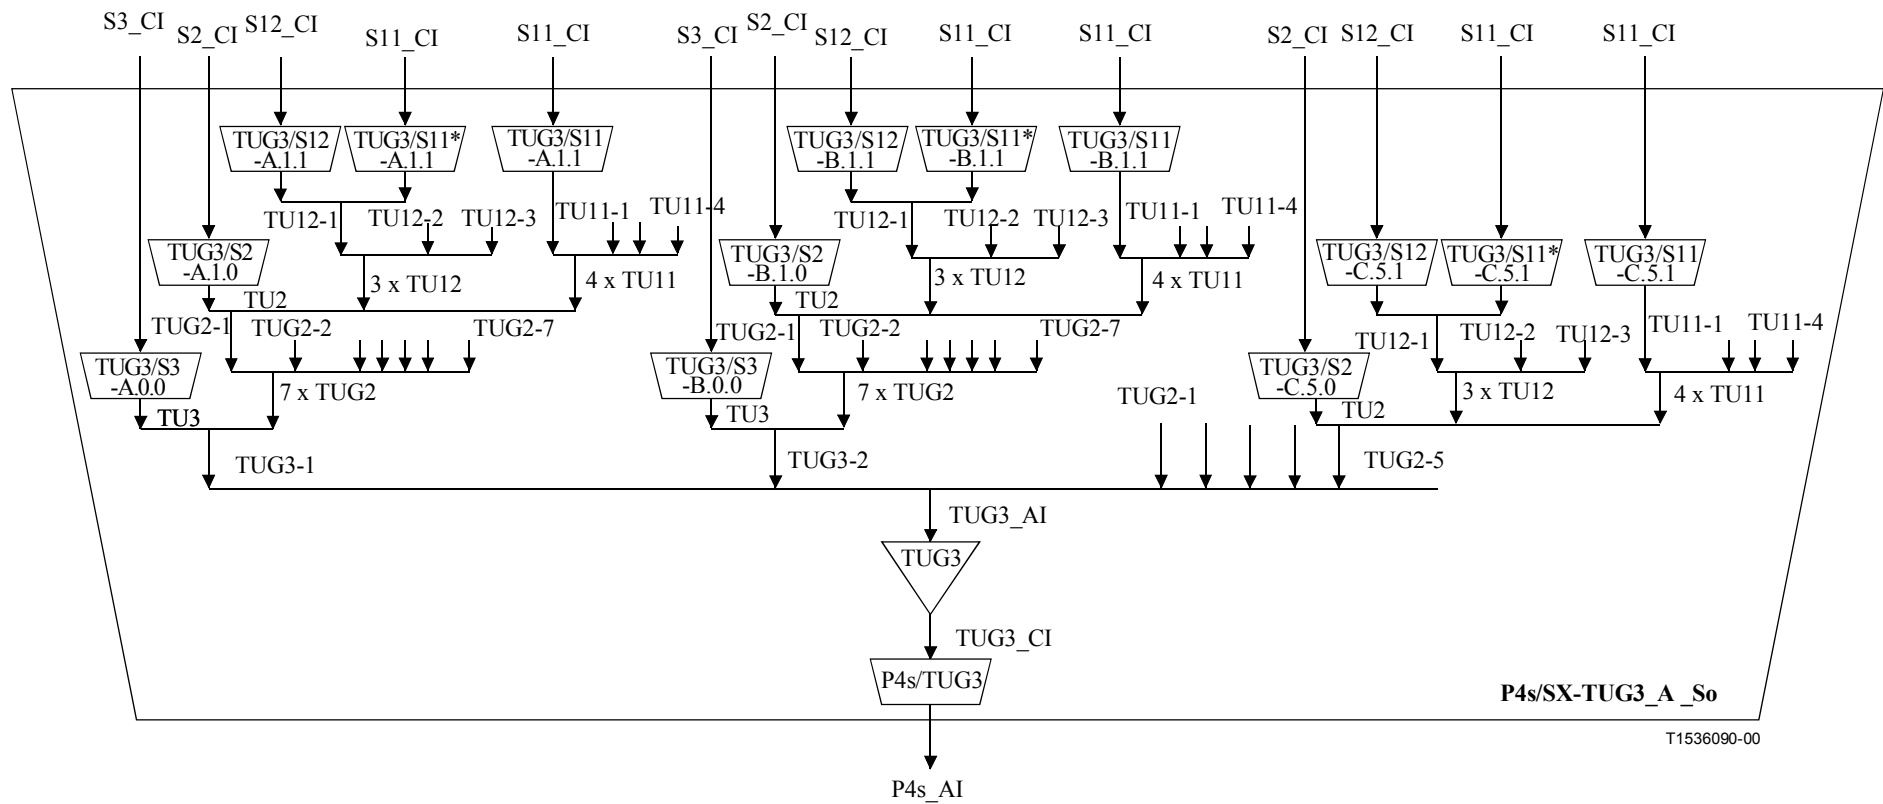 S3_CI S2_CI S12_CI S11_CI S11_CI S3_CI S2_CI S12_CI S11_CI S11_CI S2_CI S12_CI S11_CI S11_CI
TUG3/S12 TUG3/S11* TUG3/S11 TUG3/S12 TUG3/S11* TUG3/S11
-A.1.1 -A.1.1 -A.1.1 -B.1.1 -B.1.1 -B.1.1
TU12-1 TU12-2 TU12-3 TU11-1 TU11-4 TU12-1 TU12-2 TU12-3 TU11-1 TU11-4
TUG3/S2 TUG3/S2 TUG3/S12 TUG3/S11* TUG3/S11
-A.1.0 -B.1.0 -C.5.1 -C.5.1 -C.5.1
3 x TU12 4 x TU11 3 x TU12 4 x TU11
TU2 TU2
TUG2-1 TUG2-2 TUG2-7 TUG2-1 TUG2-2 TUG2-7 TU12-1 TU12-2 TU12-3 TU11-1 TU11-4
TUG3/S3 TUG3/S3 TUG3/S2
-A.0.0 -B.0.0 -C.5.0
7 x TUG2 7 x TUG2 TUG2-1 3 x TU12 4 x TU11
TU3 TU3 TU2
TUG3-1 TUG3-2 TUG2-5
TUG3_AI
TUG3
TUG3_CI
P4s/TUG3
P4s/SX-TUG3_A _So
T1536090-00
P4s_AI